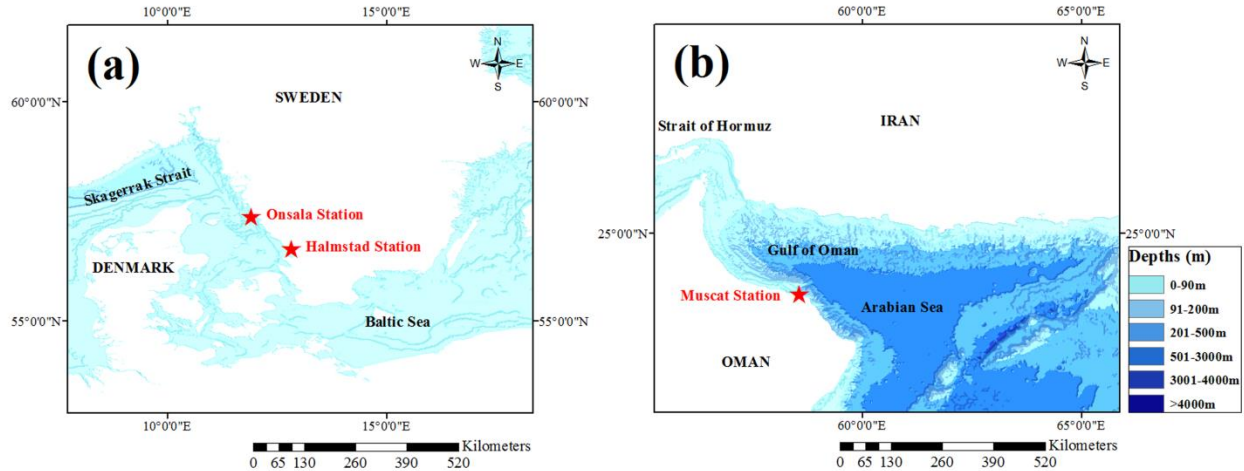 10°0'0"E 15°0'0"E
(a)
N
W E
S
SWEDEN
60°0'0"N 60°0'0"N
Skagerrak Strait
Onsala Station
Halmstad Station
DENMARK
Baltic Sea
55°0'0"N 55°0'0"N
10°0'0"E 15°0'0"E
Kilometers
0 65 130 260 390 520
60°0'0"E 65°0'0"E
(b)
N
W E
S
Strait of Hormuz
IRAN
25°0'0"N 25°0'0"N
Gulf of Oman
Muscat Station
Arabian Sea
OMAN
60°0'0"E 65°0'0"E
Kilometers
0 65 130 260 390 520
Depths (m)
0-90m
91-200m
201-500m
501-3000m
3001-4000m
>4000m